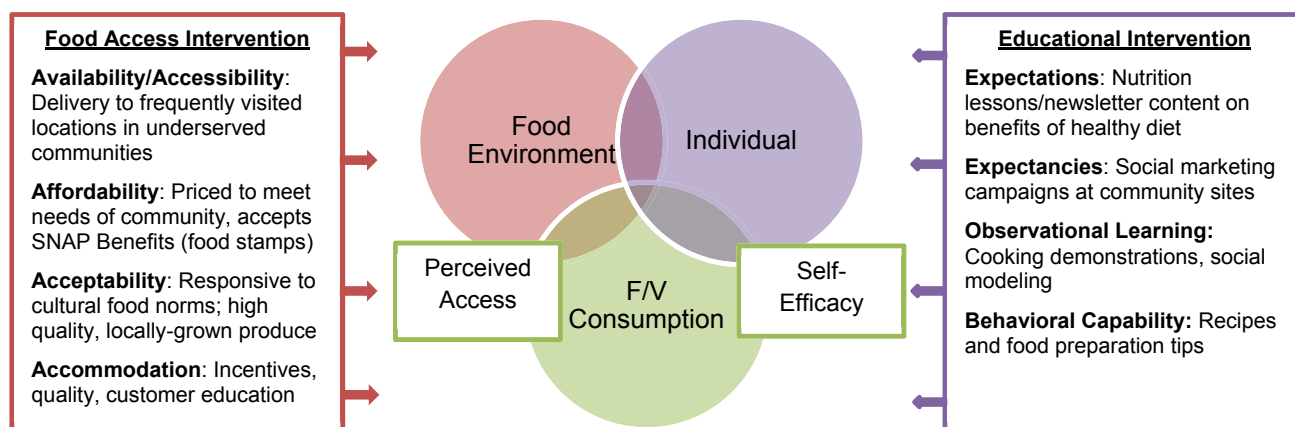 Food Access Intervention
Availability/Accessibility:
Delivery to frequently visited
locations in underserved
communities
Affordability: Priced to meet
needs of community, accepts
SNAP Benefits (food stamps)
Acceptability: Responsive to
cultural food norms; high
quality, locally-grown produce
Accommodation: Incentives,
quality, customer education
Food
Environment
Individual
Perceived
Access
F/V
Consumption
Self-
Efficacy
Educational Intervention
Expectations: Nutrition
lessons/newsletter content on
benefits of healthy diet
Expectancies: Social marketing
campaigns at community sites
Observational Learning:
Cooking demonstrations, social
modeling
Behavioral Capability: Recipes
and food preparation tips